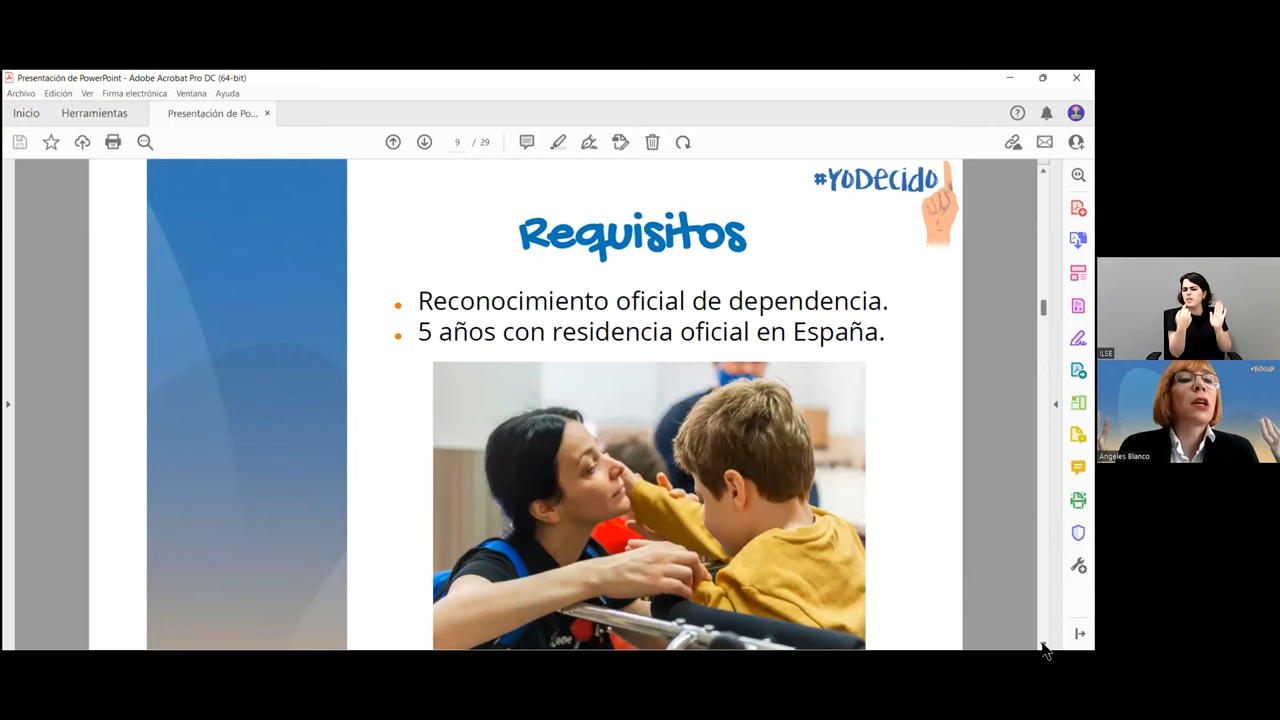 Presentación de PowerPoint - Adobe Acrobat Pro DC (64-bit)
Archivo Edición Ver Firma electrónica Ventana Ayuda
Inicio Herramientas Presentación de Po... ×
9 / 29
#YoDecido
Requisitos
• Reconocimiento oficial de dependencia.
• 5 años con residencia oficial en España.
ILSE
#YoDecido
Ángeles Blanco